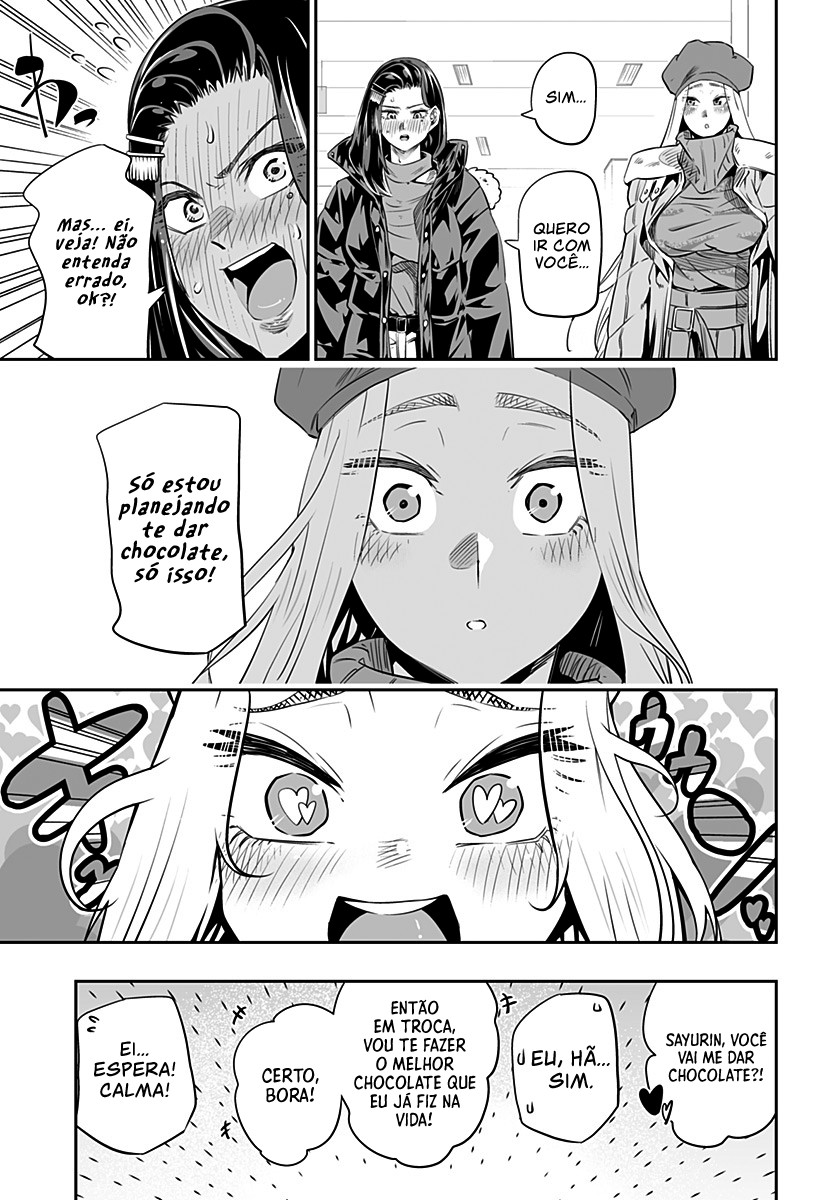 SIM...
QUERO
IR COM
VOCÊ...
Mas... ei,
veja! Não
entenda
errado,
ok?!
Só estou
planejando
te dar
chocolate,
só isso!
SAYURIN, VOCÊ
VAI ME DAR
CHOCOLATE?!
EU, HÃ...
SIM.
ENTÃO
EM TROCA,
VOU TE FAZER
O MELHOR
CHOCOLATE QUE
EU JÁ FIZ NA
VIDA!
CERTO,
BORA!
EI...
ESPERA!
CALMA!